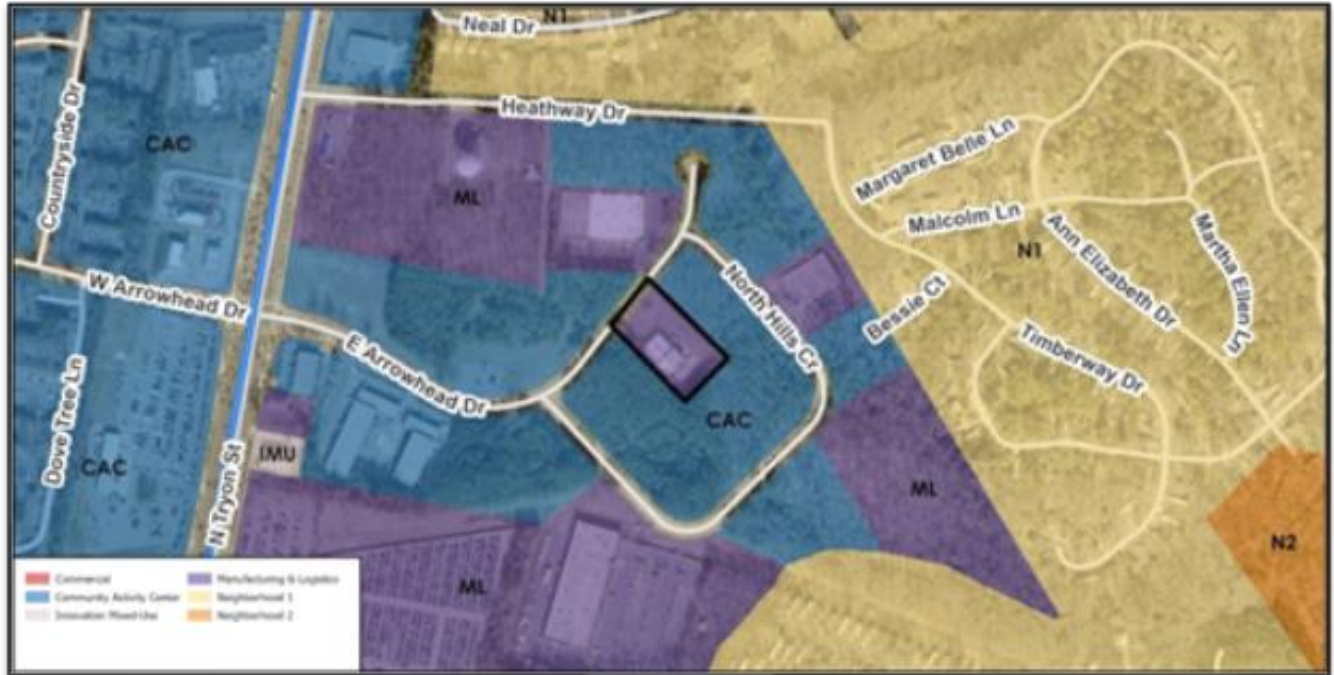 N1
Neal Dr
Heathway Dr
Countryside Dr
CAC
Margaret Belle Ln
ML
Malcolm Ln
Martha Ellen Ln
Ann Elizabeth Dr
N1
W Arrowhead Dr
North Hills Cr
Bessie Ct
E Arrowhead Dr
Timberway Dr
Dove Tree Ln
CAC
CAC
IMU
N Tryon St
ML
N2
ML
Commercial
Community Activity Center
Innovation Mixed-Use
Manufacturing & Logistics
Neighborhood 1
Neighborhood 2